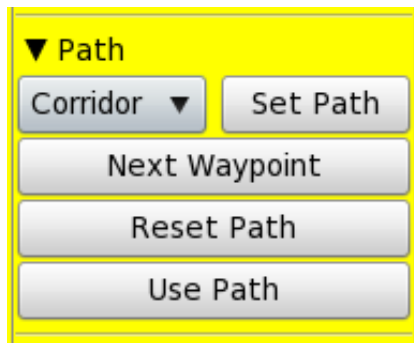 Path
Corridor Set Path
Next Waypoint
Reset Path
Use Path